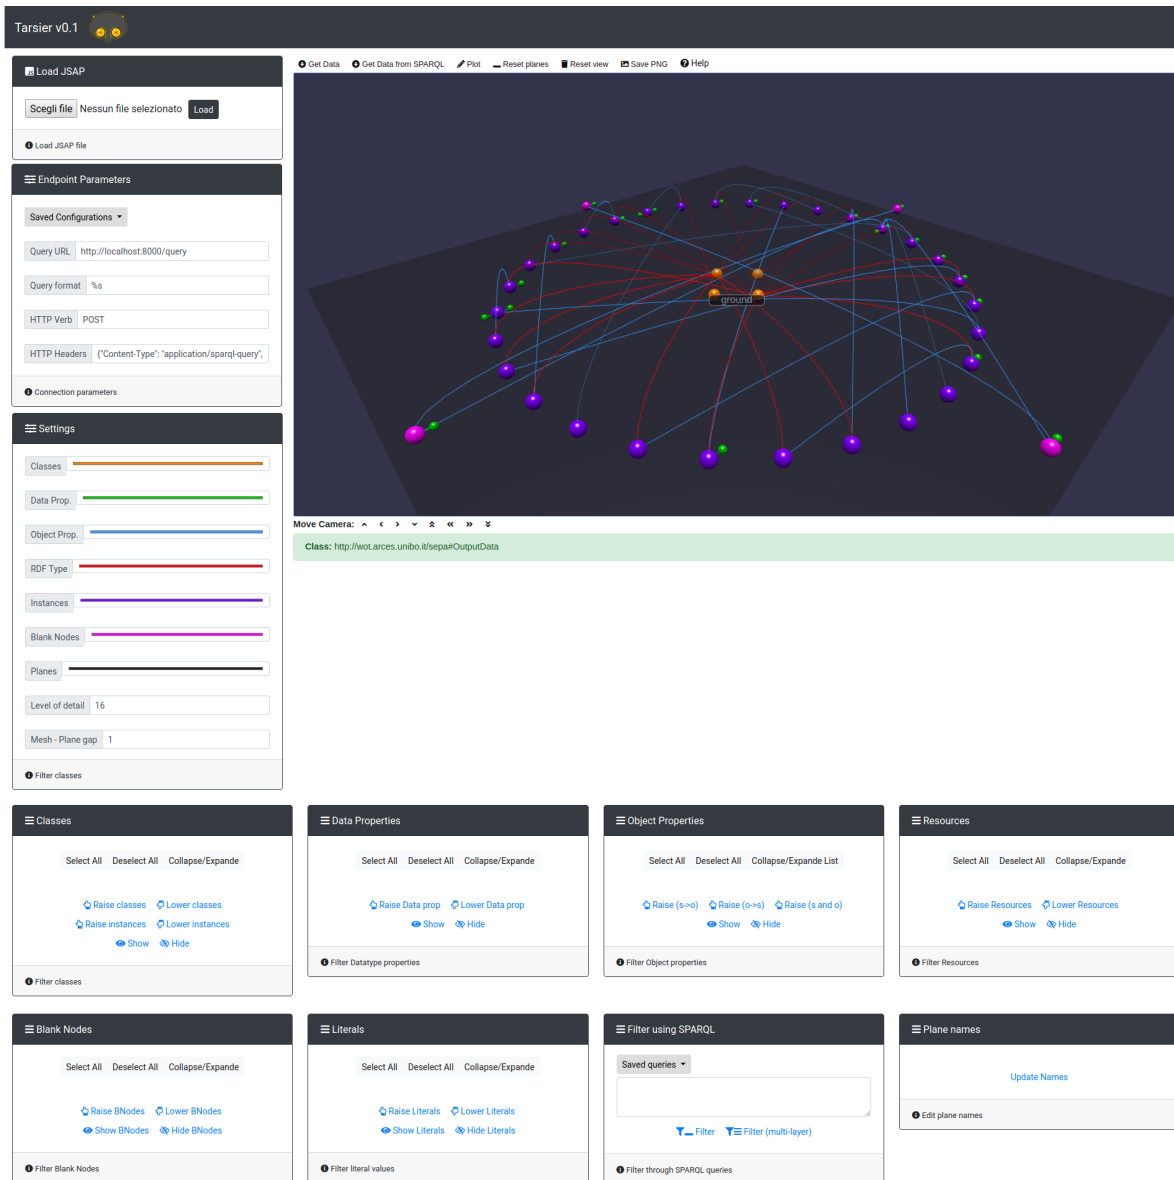 Tarsier v0.1
Load JSAP
Scegli file Nessun file selezionato Load
Load JSAP file
Endpoint Parameters
Saved Configurations
Query URL http://localhost:8000/query
Query format %s
HTTP Verb POST
HTTP Headers {"Content-Type": "application/sparql-query",
Connection parameters
Settings
Classes
Data Prop.
Object Prop.
RDF Type
Instances
Blank Nodes
Planes
Level of detail 16
Mesh - Plane gap 1
Filter classes
Get Data Get Data from SPARQL Plot Reset planes Reset view Save PNG Help
ground
Move Camera:
Class: http://wot.arces.unibo.it/sepa#OutputData
Classes
Select All Deselect All Collapse/Expande
Raise classes Lower classes
Raise instances Lower instances
Show Hide
Filter classes
Data Properties
Select All Deselect All Collapse/Expande
Raise Data prop Lower Data prop
Show Hide
Filter Datatype properties
Object Properties
Select All Deselect All Collapse/Expande List
Raise (s->o) Raise (o->s) Raise (s and o)
Show Hide
Filter Object properties
Resources
Select All Deselect All Collapse/Expande
Raise Resources Lower Resources
Show Hide
Filter Resources
Blank Nodes
Select All Deselect All Collapse/Expande
Raise BNodes Lower BNodes
Show BNodes Hide BNodes
Filter Blank Nodes
Literals
Select All Deselect All Collapse/Expande
Raise Literals Lower Literals
Show Literals Hide Literals
Filter literal values
Filter using SPARQL
Saved queries
Filter Filter (multi-layer)
Filter through SPARQL queries
Plane names
Update Names
Edit plane names